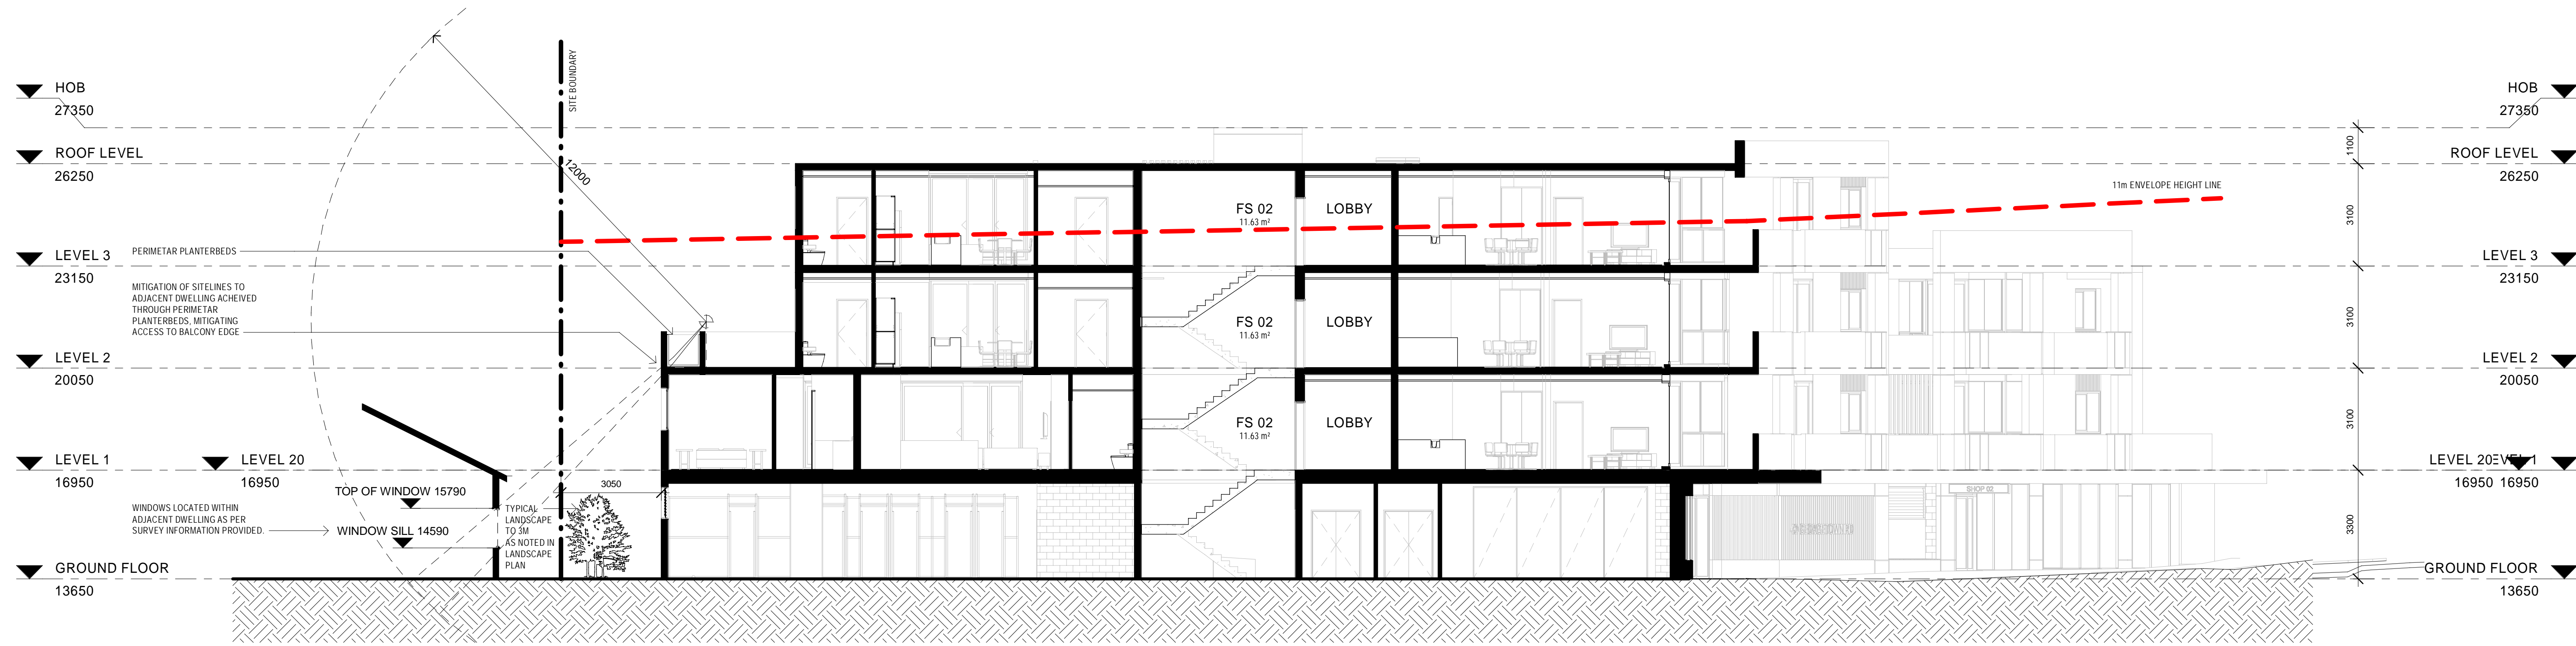 HOB
27350
ROOF LEVEL
26250
LEVEL 3
23150
LEVEL 2
20050
LEVEL 1
16950
LEVEL 20
16950
GROUND FLOOR
13650
PERIMETAR PLANTERBEDS
MITIGATION OF SITELINES TO
ADJACENT DWELLING ACHEIVED
THROUGH PERIMETAR
PLANTERBEDS, MITIGATING
ACCESS TO BALCONY EDGE
WINDOWS LOCATED WITHIN
ADJACENT DWELLING AS PER
SURVEY INFORMATION PROVIDED.
TOP OF WINDOW 15790
WINDOW SILL 14590
SITE BOUNDARY
12000
3050
TYPICAL
LANDSCAPE
TO 3M
AS NOTED IN
LANDSCAPE
PLAN
FS 02
11.63 m²
LOBBY
FS 02
11.63 m²
LOBBY
FS 02
11.63 m²
LOBBY
SHOP 02
11m ENVELOPE HEIGHT LINE
1100
3100
3100
3100
3300
HOB
27350
ROOF LEVEL
26250
LEVEL 3
23150
LEVEL 2
20050
LEVEL 20
16950
16950
GROUND FLOOR
13650